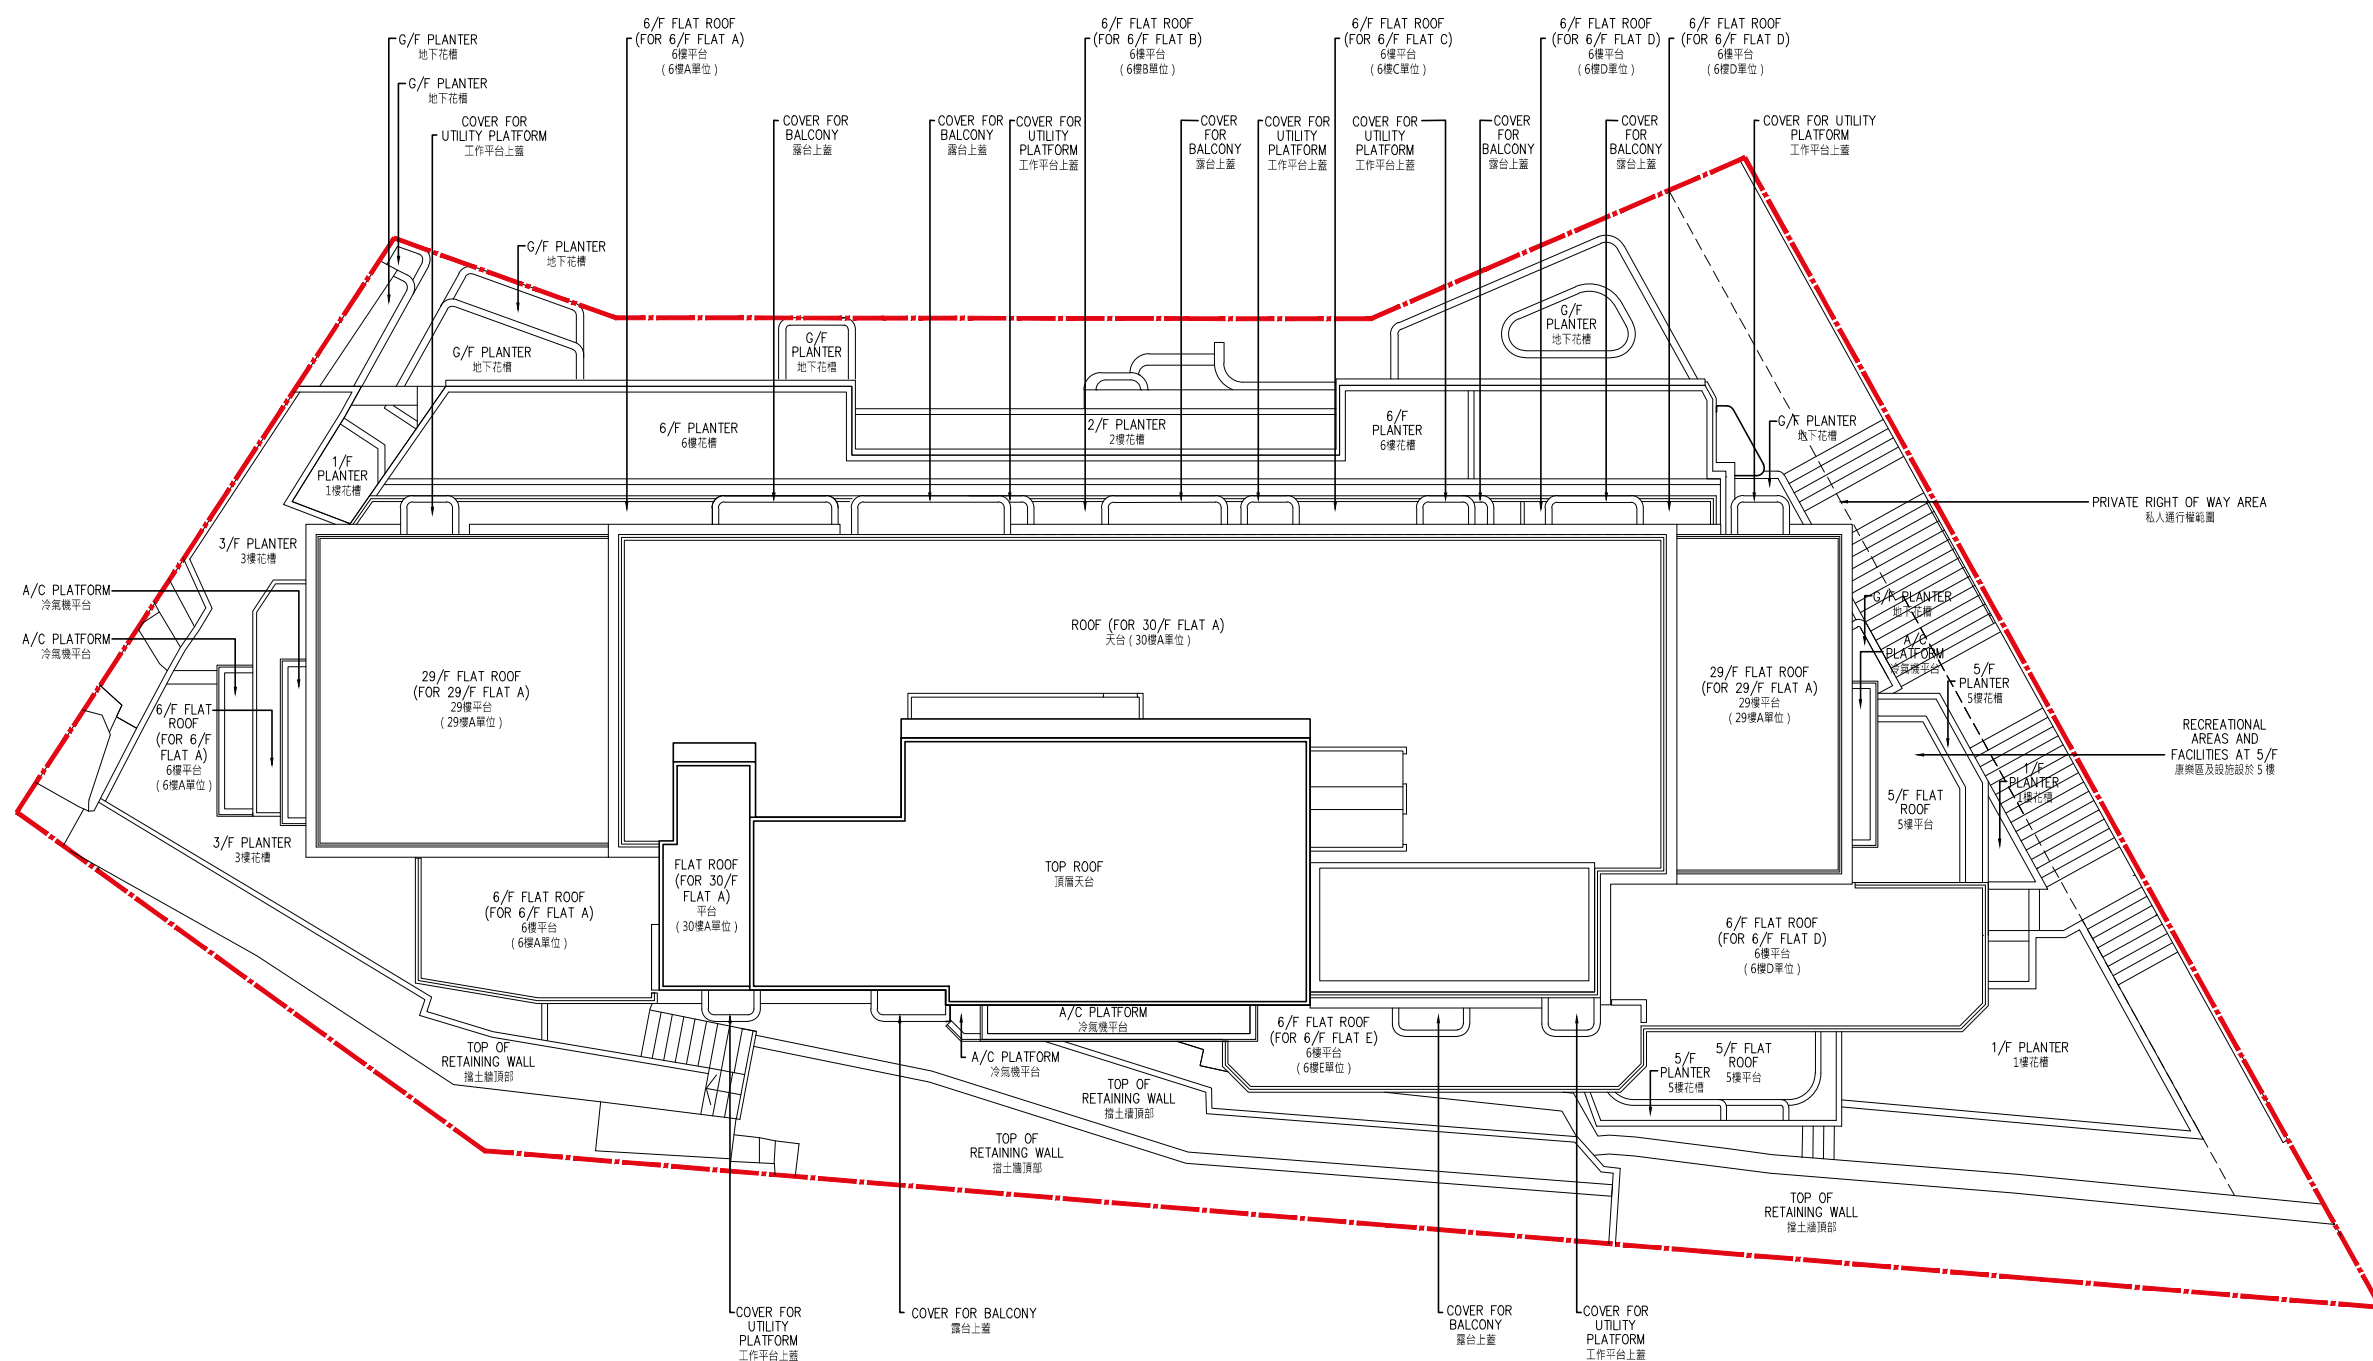 G/F PLANTER
地下花槽
G/F PLANTER
地下花槽
COVER FOR
UTILITY PLATFORM
工作平台上蓋
6/F FLAT ROOF
(FOR 6/F FLAT A)
6樓平台
( 6樓A單位 )
COVER FOR
BALCONY
露台上蓋
COVER FOR
BALCONY
露台上蓋
COVER FOR
UTILITY
PLATFORM
工作平台上蓋
6/F FLAT ROOF
(FOR 6/F FLAT B)
6樓平台
( 6樓B單位 )
COVER
FOR
BALCONY
露台上蓋
COVER FOR
UTILITY
PLATFORM
工作平台上蓋
6/F FLAT ROOF
(FOR 6/F FLAT C)
6樓平台
( 6樓C單位 )
COVER FOR
UTILITY
PLATFORM
工作平台上蓋
COVER
FOR
BALCONY
露台上蓋
6/F FLAT ROOF
(FOR 6/F FLAT D)
6樓平台
( 6樓D單位 )
COVER
FOR
BALCONY
露台上蓋
6/F FLAT ROOF
(FOR 6/F FLAT D)
6樓平台
( 6樓D單位 )
COVER FOR UTILITY
PLATFORM
工作平台上蓋
G/F PLANTER
地下花槽
G/F PLANTER
地下花槽
G/F
PLANTER
地下花槽
G/F
PLANTER
地下花槽
6/F PLANTER
6樓花槽
2/F PLANTER
2樓花槽
6/F
PLANTER
6樓花槽
G/F PLANTER
地下花槽
1/F
PLANTER
1樓花槽
PRIVATE RIGHT OF WAY AREA
私人通行權範圍
3/F PLANTER
3樓花槽
A/C PLATFORM
冷氣機平台
A/C PLATFORM
冷氣機平台
ROOF (FOR 30/F FLAT A)
天台 ( 30樓A單位 )
G/F PLANTER
地下花槽
A/C
PLATFORM
冷氣機平台
5/F
PLANTER
5樓花槽
29/F FLAT ROOF
(FOR 29/F FLAT A)
29樓平台
( 29樓A單位 )
29/F FLAT ROOF
(FOR 29/F FLAT A)
29樓平台
( 29樓A單位 )
6/F FLAT
ROOF
(FOR 6/F
FLAT A)
6樓平台
( 6樓A單位 )
RECREATIONAL
AREAS AND
FACILITIES AT 5/F
康樂區及設施設於 5 樓
1/F
PLANTER
1樓花槽
5/F FLAT
ROOF
5樓平台
3/F PLANTER
3樓花槽
FLAT ROOF
(FOR 30/F
FLAT A)
平台
( 30樓A單位 )
TOP ROOF
頂層天台
6/F FLAT ROOF
(FOR 6/F FLAT A)
6樓平台
( 6樓A單位 )
6/F FLAT ROOF
(FOR 6/F FLAT D)
6樓平台
( 6樓D單位 )
A/C PLATFORM
冷氣機平台
6/F FLAT ROOF
(FOR 6/F FLAT E)
6樓平台
( 6樓E單位 )
TOP OF
RETAINING WALL
擋土牆頂部
A/C PLATFORM
冷氣機平台
5/F
PLANTER
5樓花槽
5/F FLAT
ROOF
5樓平台
1/F PLANTER
1樓花槽
TOP OF
RETAINING WALL
擋土牆頂部
TOP OF
RETAINING WALL
擋土牆頂部
TOP OF
RETAINING WALL
擋土牆頂部
COVER FOR
UTILITY
PLATFORM
工作平台上蓋
COVER FOR BALCONY
露台上蓋
COVER FOR
BALCONY
露台上蓋
COVER FOR
UTILITY
PLATFORM
工作平台上蓋